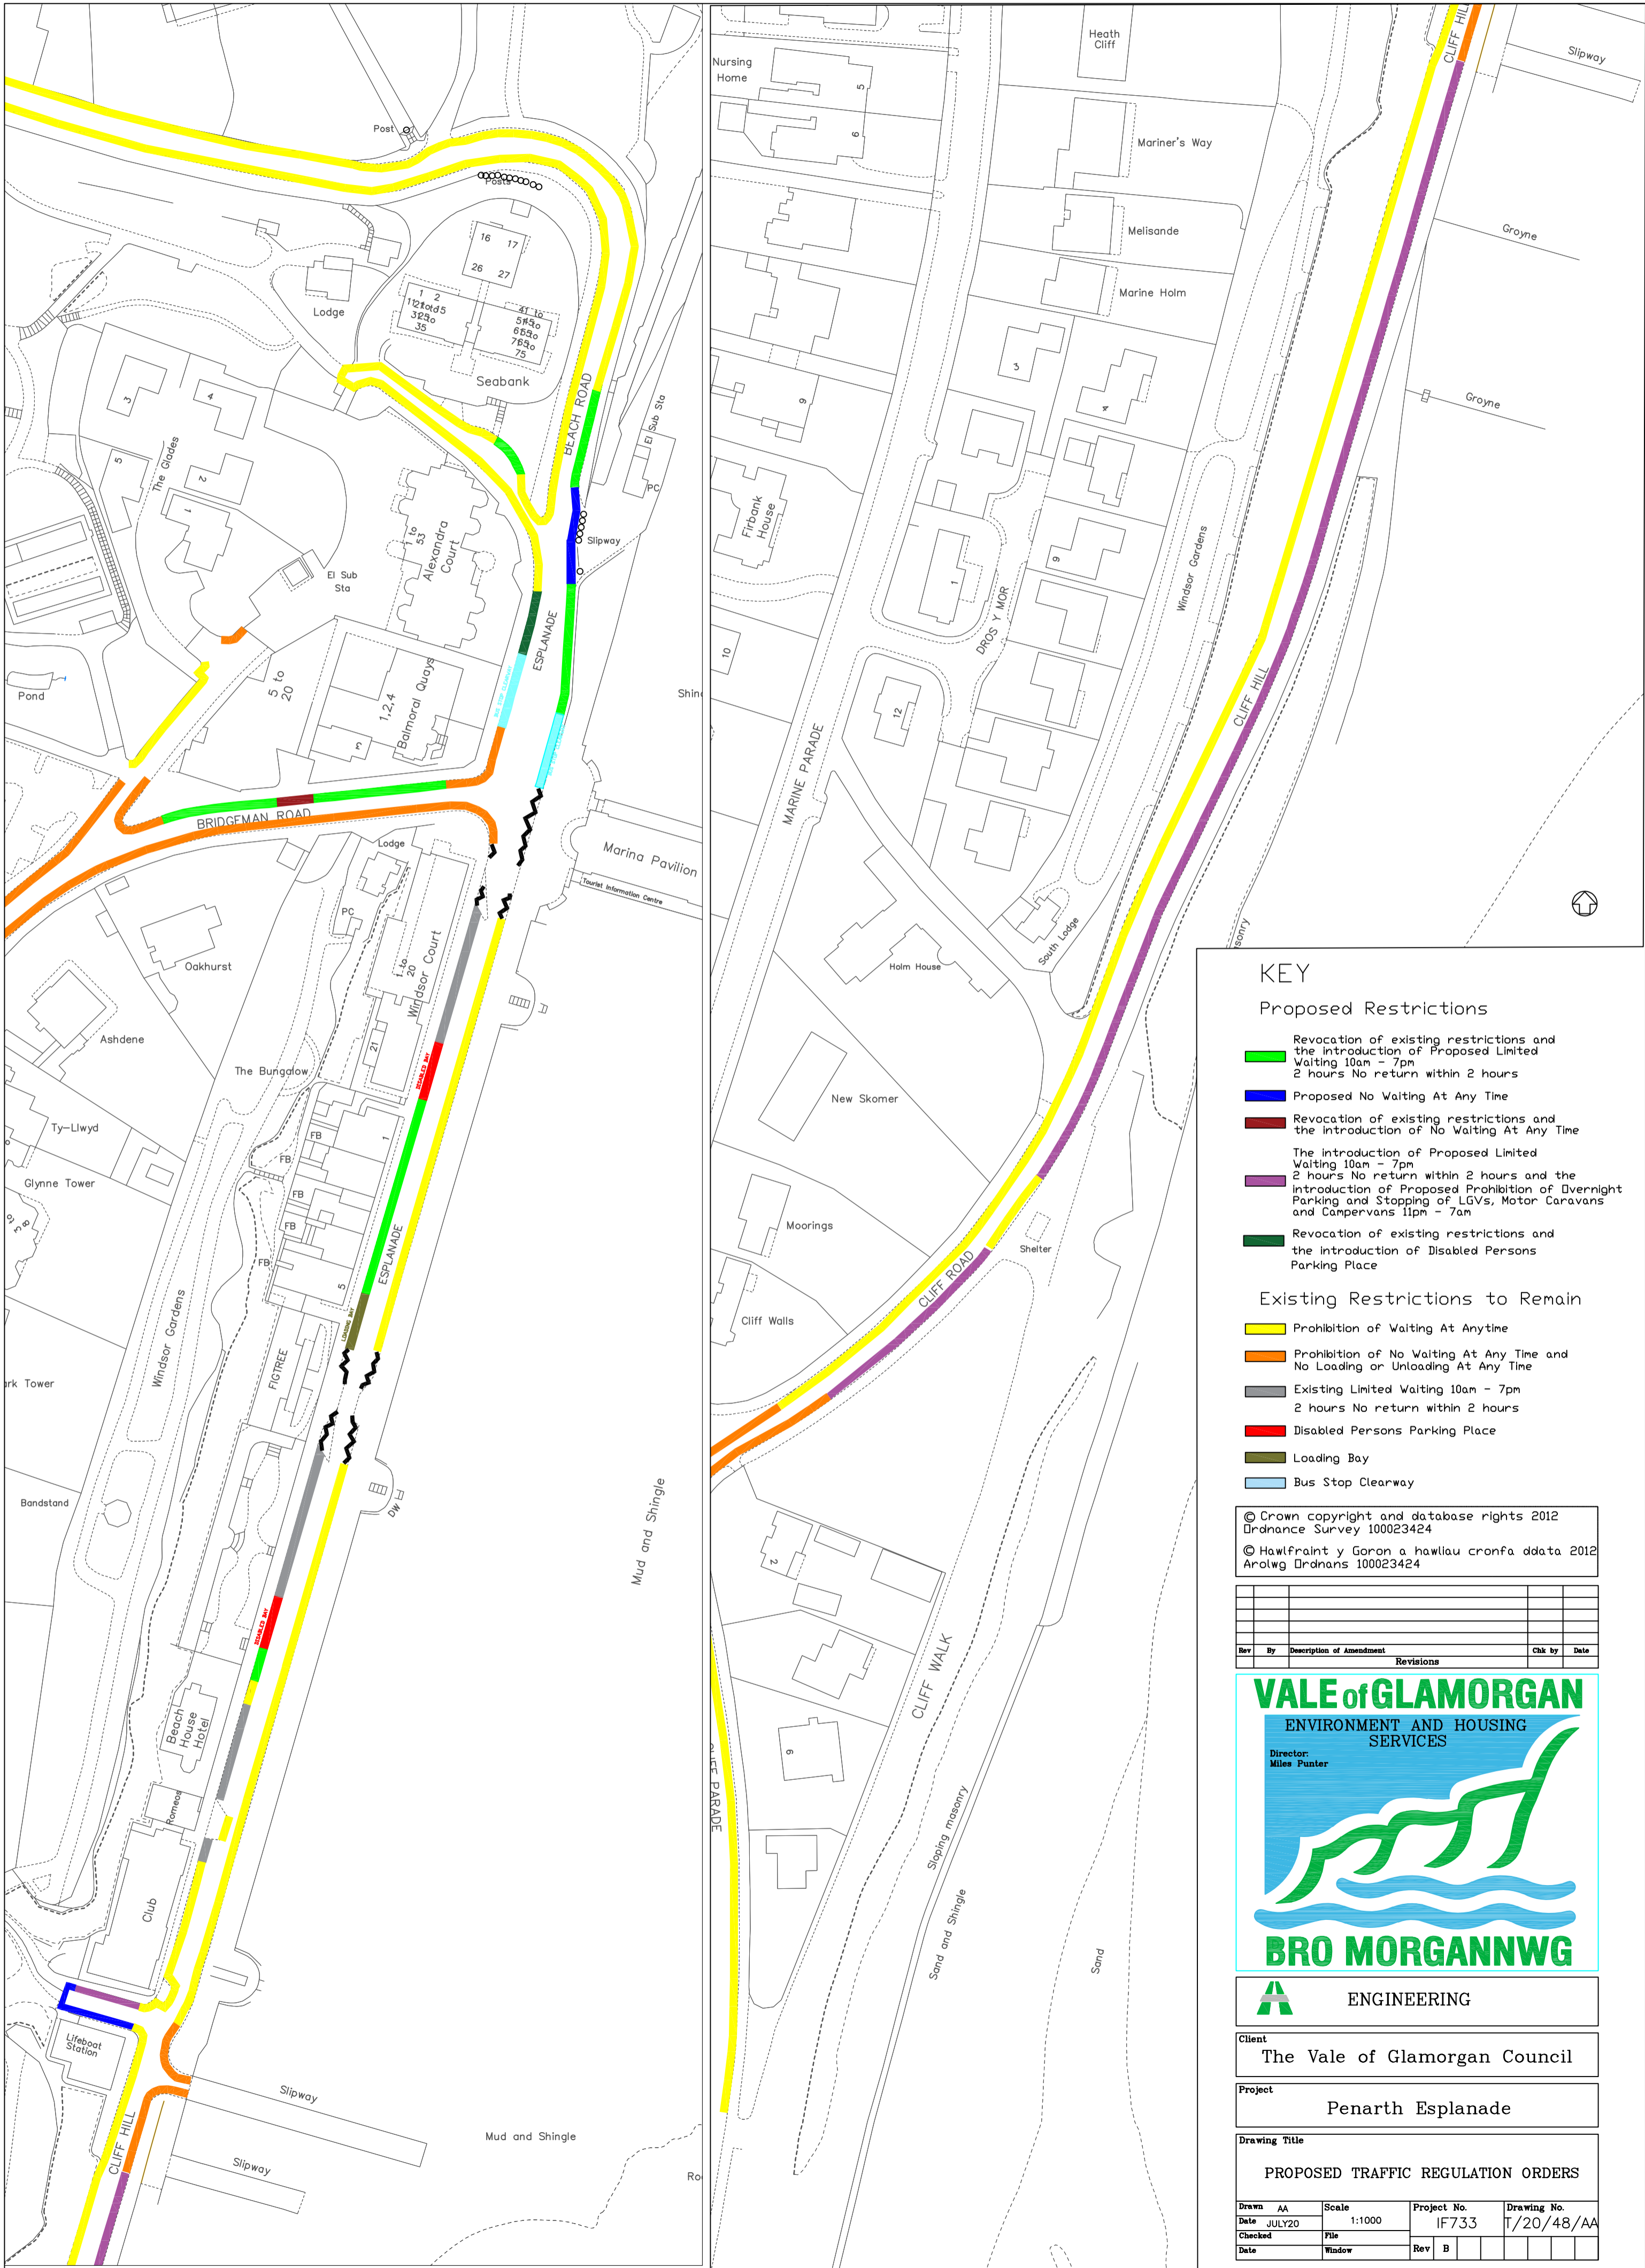 Post
Posts
16 17
26 27
Lodge
1 2
35
75
Seabank
BEACH ROAD
El Sub Sta
PC
Slipway
3
4
5
The Glades
2
1
1 to
53
Alexandra
Court
El Sub
Sta
ESPLANADE
Pond
5 to
20
1,2,4
Balmoral Quays
3
BRIDGEMAN ROAD
Lodge
Marina Pavilion
Tourist Information Centre
PC
Oakhurst
1 to
20
Windsor Court
Ashdene
21
The Bungalow
DISABLED BAY
Ty-Llwyd
FB
1
FB
Glynne Tower
FB
FB
FB
ESPLANADE
5
LOADING BAY
Windsor Gardens
FIGTREE
Bandstand
DW
Mud and Shingle
DISABLED BAY
Beach
House
Hotel
Romeos
Club
Lifeboat
Station
CLIFF HILL
Slipway
Slipway
Mud and Shingle
Nursing
Home
5
6
Heath
Cliff
CLIFF HILL
Slipway
Mariner's Way
Melisande
Groyne
Marine Holm
3
4
9
Groyne
Firbank
House
1
9
Windsor Gardens
DROS Y MOR
10
12
MARINE PARADE
CLIFF HILL
South Lodge
Holm House
New Skomer
Moorings
Shelter
CLIFF ROAD
Cliff Walls
2
CLIFF WALK
6
CLIFF PARADE
Sloping masonry
Sand and Shingle
Sand
KEY
Proposed Restrictions
Revocation of existing restrictions and
the introduction of Proposed Limited
Waiting 10am - 7pm
2 hours No return within 2 hours
Proposed No Waiting At Any Time
Revocation of existing restrictions and
the introduction of No Waiting At Any Time
The introduction of Proposed Limited
Waiting 10am - 7pm
2 hours No return within 2 hours and the
introduction of Proposed Prohibition of Overnight
Parking and Stopping of LGVs, Motor Caravans
and Campervans 11pm - 7am
Revocation of existing restrictions and
the introduction of Disabled Persons
Parking Place
Existing Restrictions to Remain
Prohibition of Waiting At Anytime
Prohibition of No Waiting At Any Time and
No Loading or Unloading At Any Time
Existing Limited Waiting 10am - 7pm
2 hours No return within 2 hours
Disabled Persons Parking Place
Loading Bay
Bus Stop Clearway
© Crown copyright and database rights 2012
Ordnance Survey 100023424
© Hawlfraint y Goron a hawliau cronfa ddata 2012
Arolwg Ordnans 100023424
Rev By Description of Amendment Chk by Date
Revisions
VALE of GLAMORGAN
ENVIRONMENT AND HOUSING
SERVICES
Director:
Miles Punter
BRO MORGANNWG
ENGINEERING
Client
The Vale of Glamorgan Council
Project
Penarth Esplanade
Drawing Title
PROPOSED TRAFFIC REGULATION ORDERS
Drawn AA Scale Project No. Drawing No.
Date JULY20 1:1000 IF733 T/20/48/AA
Checked File
Date Window Rev B